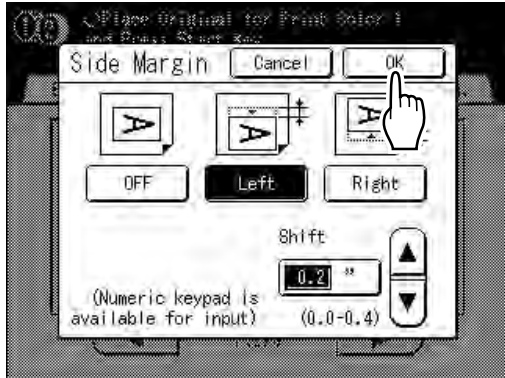 Place Original for Print Color 1
and Press Start Key
Side Margin
Cancel
OK
A
A
A
OFF
Left
Right
Shift
0.2 "
(Numeric keypad is
available for input)
(0.0-0.4)